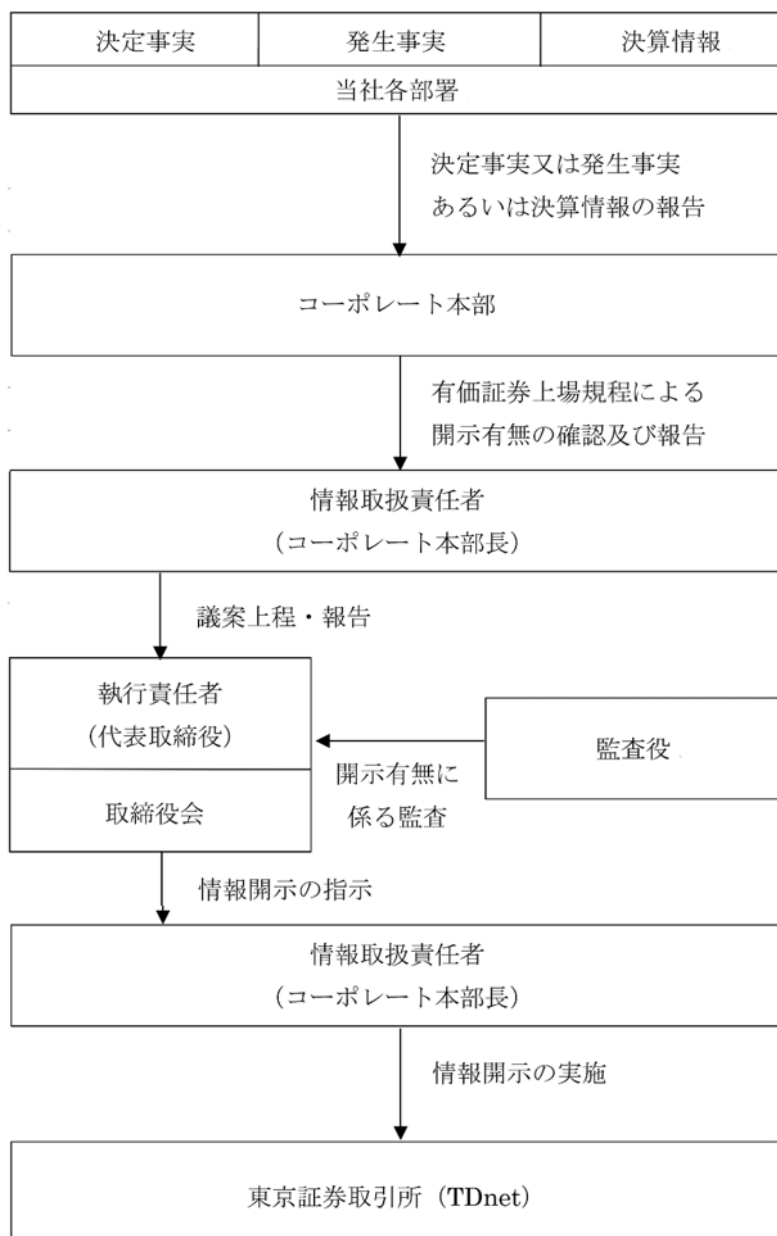 決定事実
発生事実
決算情報
当社各部署
決定事実又は発生事実
あるいは決算情報の報告
コーポレート本部
有価証券上場規程による
開示有無の確認及び報告
情報取扱責任者
（コーポレート本部長）
議案上程・報告
執行責任者
（代表取締役）
取締役会
監査役
開示有無に
係る監査
情報開示の指示
情報取扱責任者
（コーポレート本部長）
情報開示の実施
東京証券取引所（TDnet）